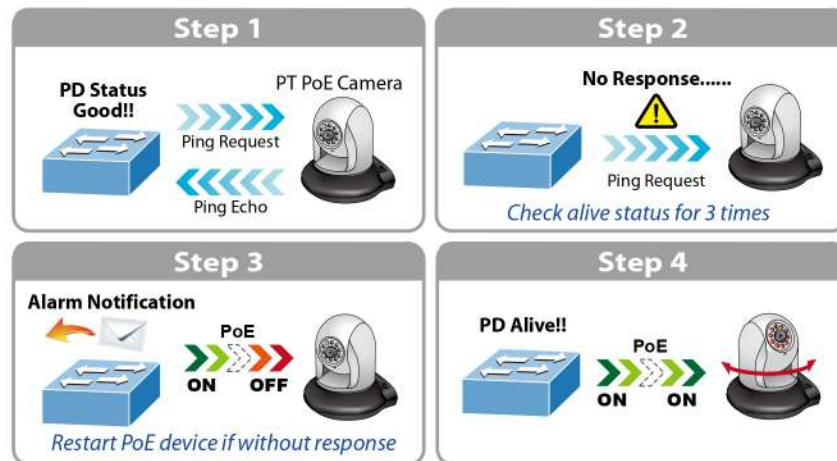 Step 1
PD Status
Good!!
PT PoE Camera
Ping Request
Ping Echo
Step 2
No Response......
Ping Request
Check alive status for 3 times
Step 3
Alarm Notification
PoE
ON
OFF
Restart PoE device if without response
Step 4
PD Alive!!
PoE
ON
ON